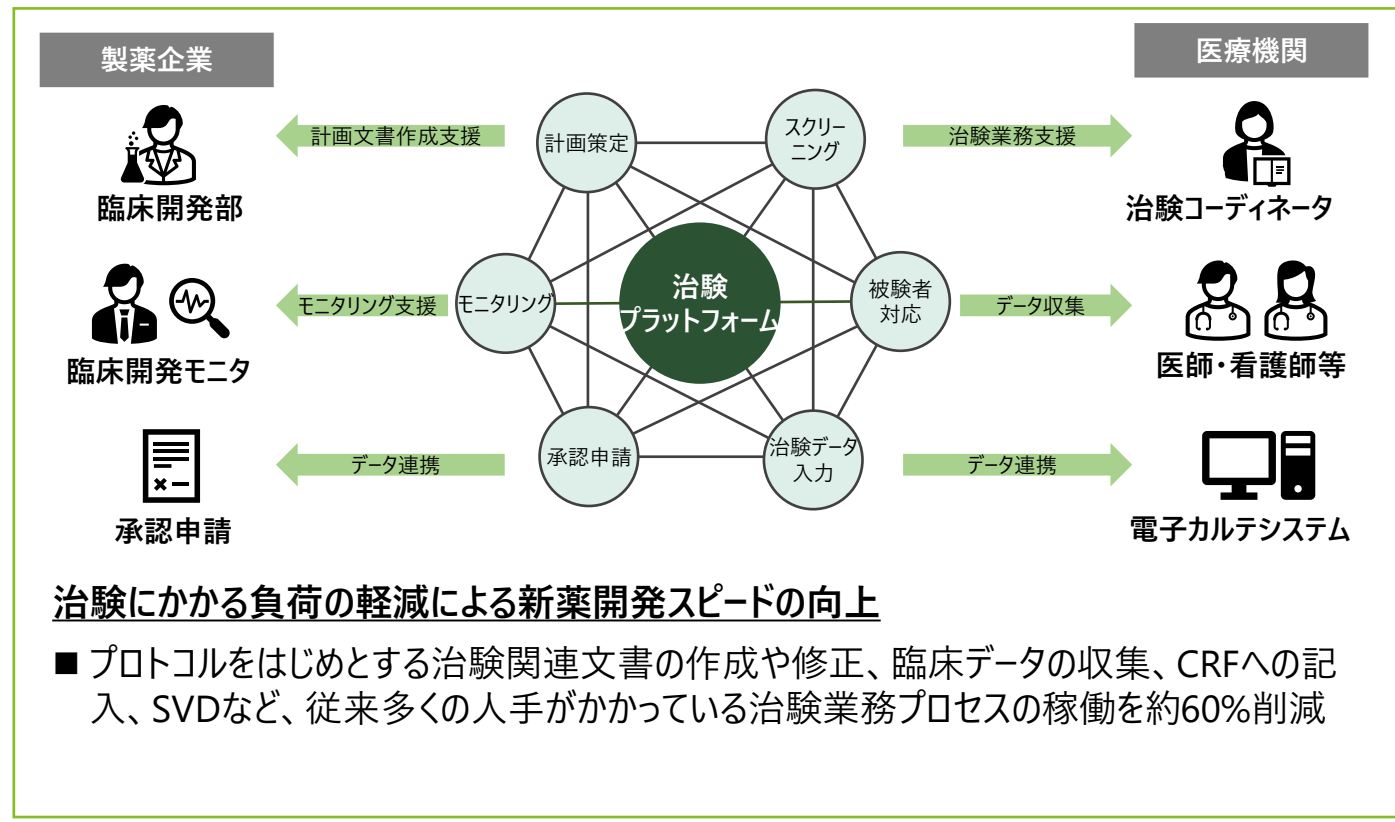 製薬企業
医療機関
計画文書作成支援
計画策定
スクリー
ニング
治験業務支援
臨床開発部
治験コーディネータ
モニタリング支援
モニタリング
治験
プラットフォーム
被験者
対応
データ収集
臨床開発モニタ
医師・看護師等
データ連携
承認申請
治験データ
入力
データ連携
承認申請
電子カルテシステム
治験にかかる負荷の軽減による新薬開発スピードの向上
■ プロトコルをはじめとする治験関連文書の作成や修正、臨床データの収集、CRFへの記
入、SVDなど、従来多くの人手がかかっている治験業務プロセスの稼働を約60%削減